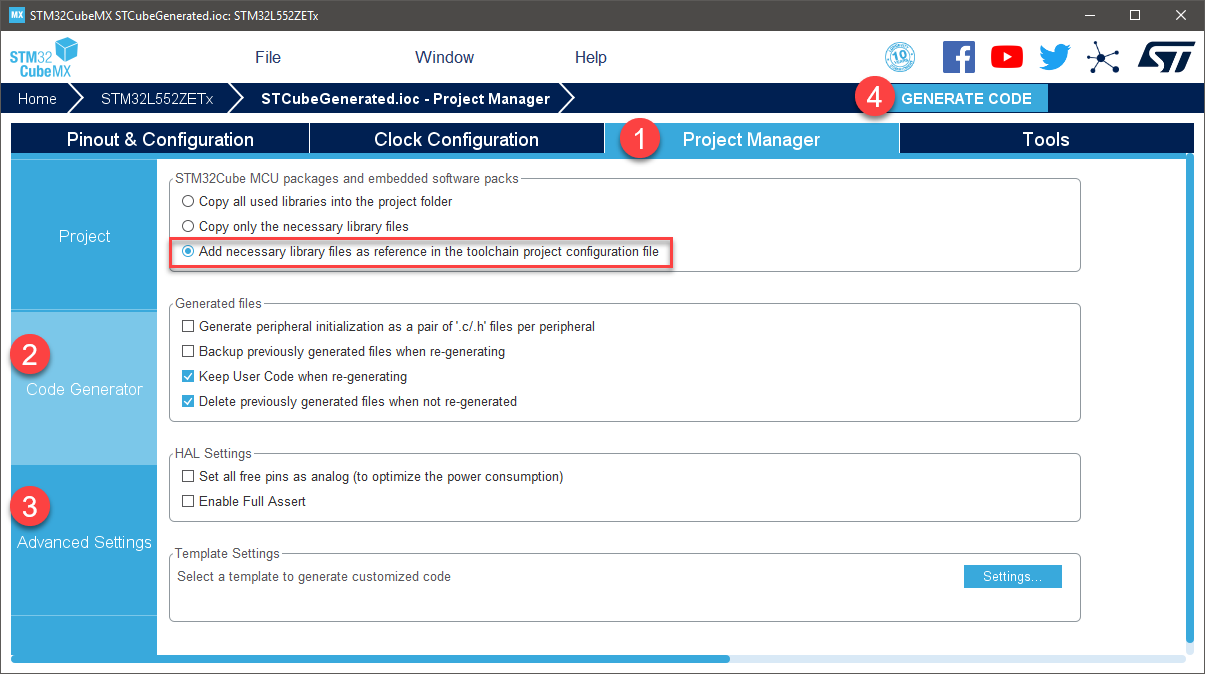 MX STM32CubeMX STCubeGenerated.ioc: STM32L552ZETx
STM32
CubeMX
File Window Help
10
Home STM32L552ZETx STCubeGenerated.ioc - Project Manager 4 GENERATE CODE
Pinout & Configuration Clock Configuration 1 Project Manager Tools
Project
2
Code Generator
3
Advanced Settings
STM32Cube MCU packages and embedded software packs
Copy all used libraries into the project folder
Copy only the necessary library files
Add necessary library files as reference in the toolchain project configuration file
Generated files
Generate peripheral initialization as a pair of '.c/.h' files per peripheral
Backup previously generated files when re-generating
Keep User Code when re-generating
Delete previously generated files when not re-generated
HAL Settings
Set all free pins as analog (to optimize the power consumption)
Enable Full Assert
Template Settings
Select a template to generate customized code
Settings...